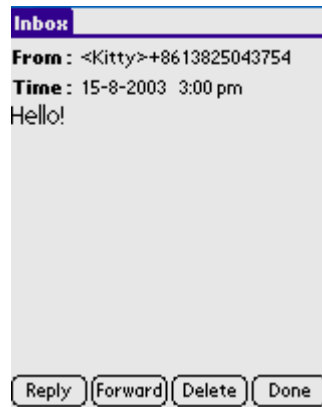 Inbox
From : <Kitty>+8613825043754
Time : 15-8-2003 3:00 pm
Hello!
Reply Forward Delete Done